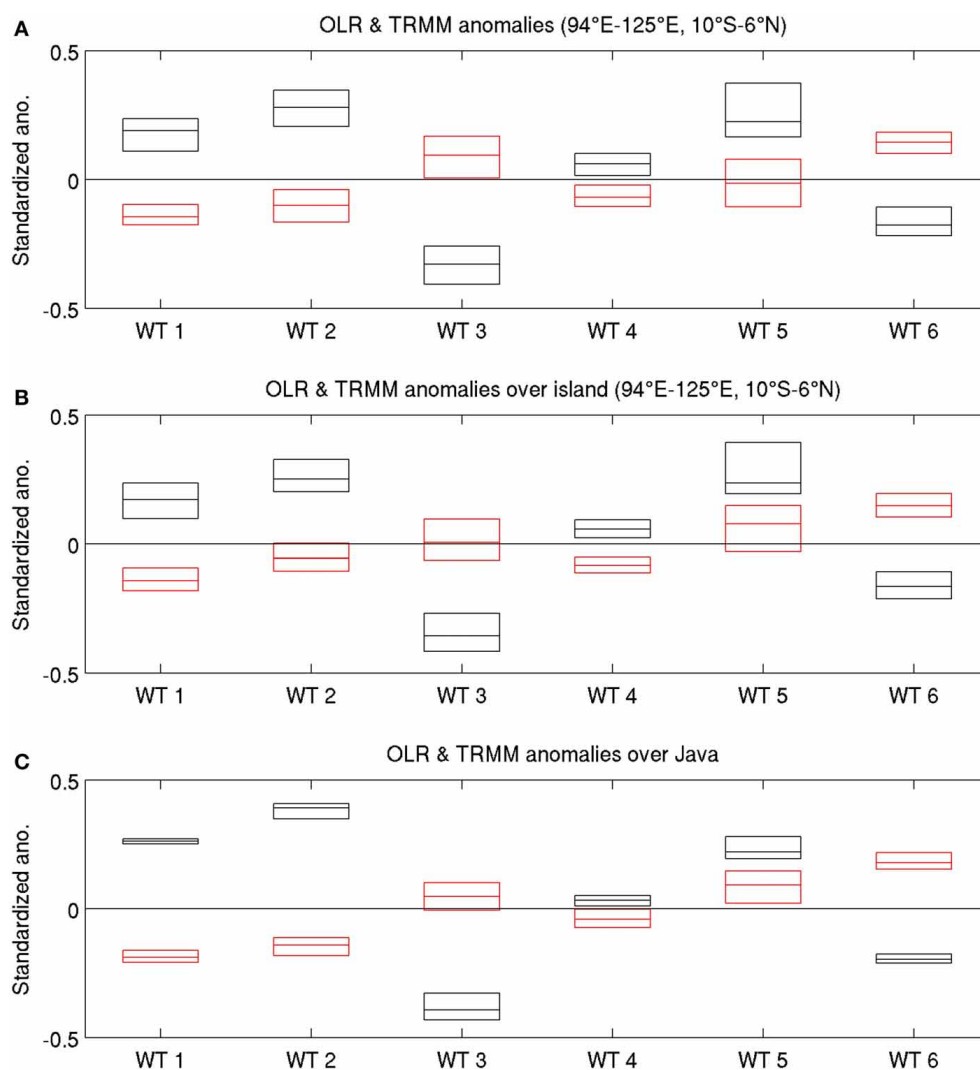 A
OLR & TRMM anomalies (94°E-125°E, 10°S-6°N)
0.5
0
-0.5
Standardized ano.
WT 1 WT 2 WT 3 WT 4 WT 5 WT 6
B
OLR & TRMM anomalies over island (94°E-125°E, 10°S-6°N)
0.5
0
-0.5
Standardized ano.
WT 1 WT 2 WT 3 WT 4 WT 5 WT 6
C
OLR & TRMM anomalies over Java
0.5
0
-0.5
Standardized ano.
WT 1 WT 2 WT 3 WT 4 WT 5 WT 6